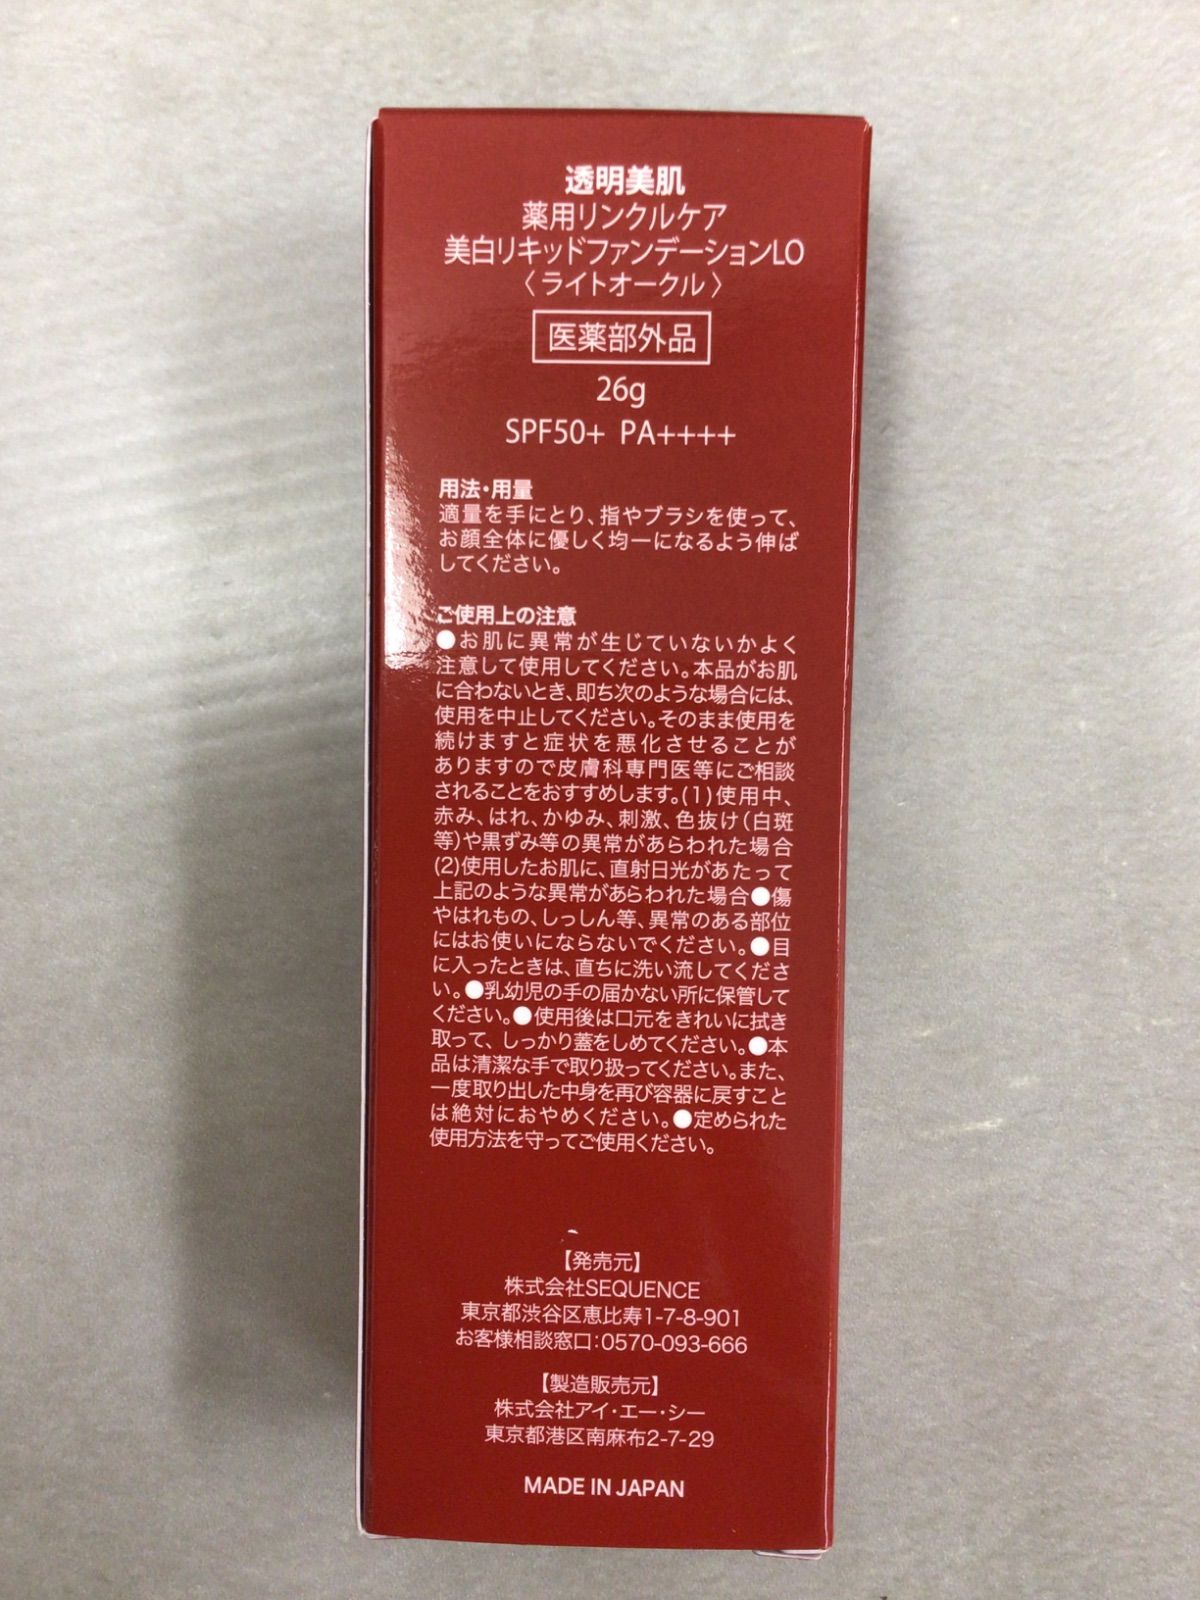 透明美肌
薬用リンクルケア
美白リキッドファンデーションLO
〈ライトオークル〉
医薬部外品
26g
SPF50+ PA++++
用法・用量
適量を手にとり、指やブラシを使って、
お顔全体に優しく均一になるよう伸ば
してください。
ご使用上の注意
●お肌に異常が生じていないかよく
注意して使用してください。本品がお肌
に合わないとき、即ち次のような場合には、
使用を中止してください。そのまま使用を
続けますと症状を悪化させることが
ありますので皮膚科専門医等にご相談
されることをおすすめします。(1)使用中、
赤み、はれ、かゆみ、刺激、色抜け(白斑
等)や黒ずみ等の異常があらわれた場合
(2)使用したお肌に、直射日光があたって
上記のような異常があらわれた場合●傷
やはれもの、しっしん等、異常のある部位
にはお使いにならないでください。●目
に入ったときは、直ちに洗い流してくださ
い。●乳幼児の手の届かない所に保管して
ください。●使用後は口元をきれいに拭き
取って、しっかり蓋をしめてください。●本
品は清潔な手で取り扱ってください。また、
一度取り出した中身を再び容器に戻すこと
は絶対におやめください。●定められた
使用方法を守ってご使用ください。
【発売元】
株式会社SEQUENCE
東京都渋谷区恵比寿1-7-8-901
お客様相談窓口:0570-093-666
【製造販売元】
株式会社アイ・エー・シー
東京都港区南麻布2-7-29
MADE IN JAPAN